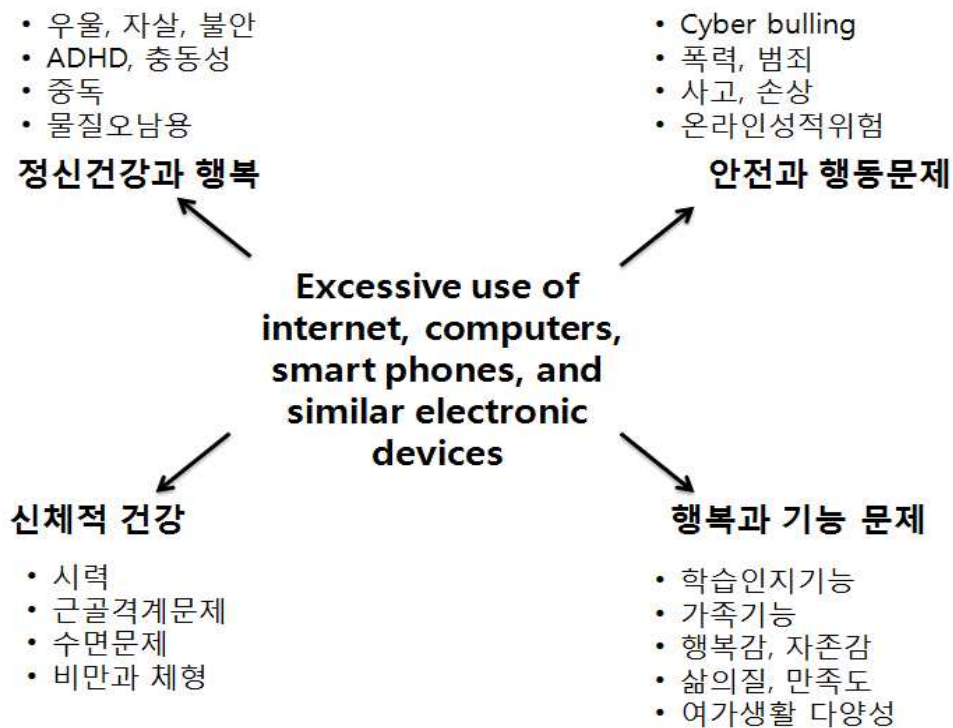 • 우울, 자살, 불안
• ADHD, 충동성
• 중독
• 물질오남용
정신건강과 행복
• Cyber bulling
• 폭력, 범죄
• 사고, 손상
• 온라인성적위험
안전과 행동문제
Excessive use of
internet, computers,
smart phones, and
similar electronic
devices
신체적 건강
• 시력
• 근골격계문제
• 수면문제
• 비만과 체형
행복과 기능 문제
• 학습인지기능
• 가족기능
• 행복감, 자존감
• 삶의질, 만족도
• 여가생활 다양성